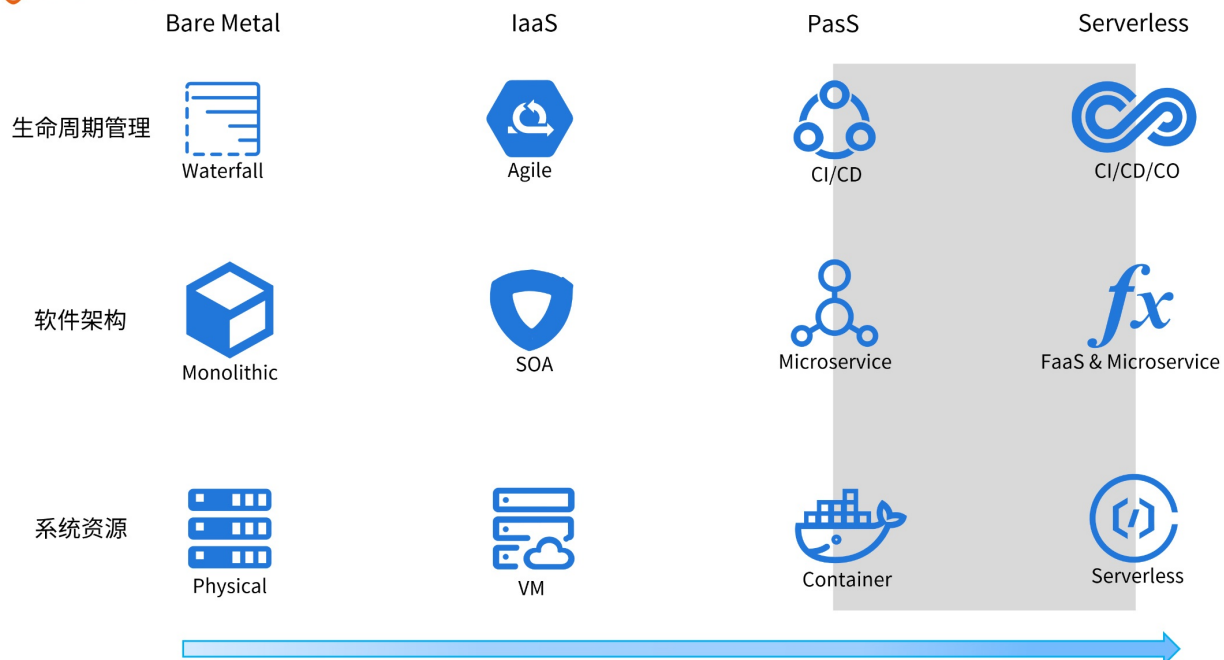 Bare Metal
IaaS
PasS
Serverless
生命周期管理
Waterfall
Agile
CI/CD
CI/CD/CO
软件架构
Monolithic
SOA
Microservice
fx
FaaS & Microservice
系统资源
Physical
VM
Container
Serverless